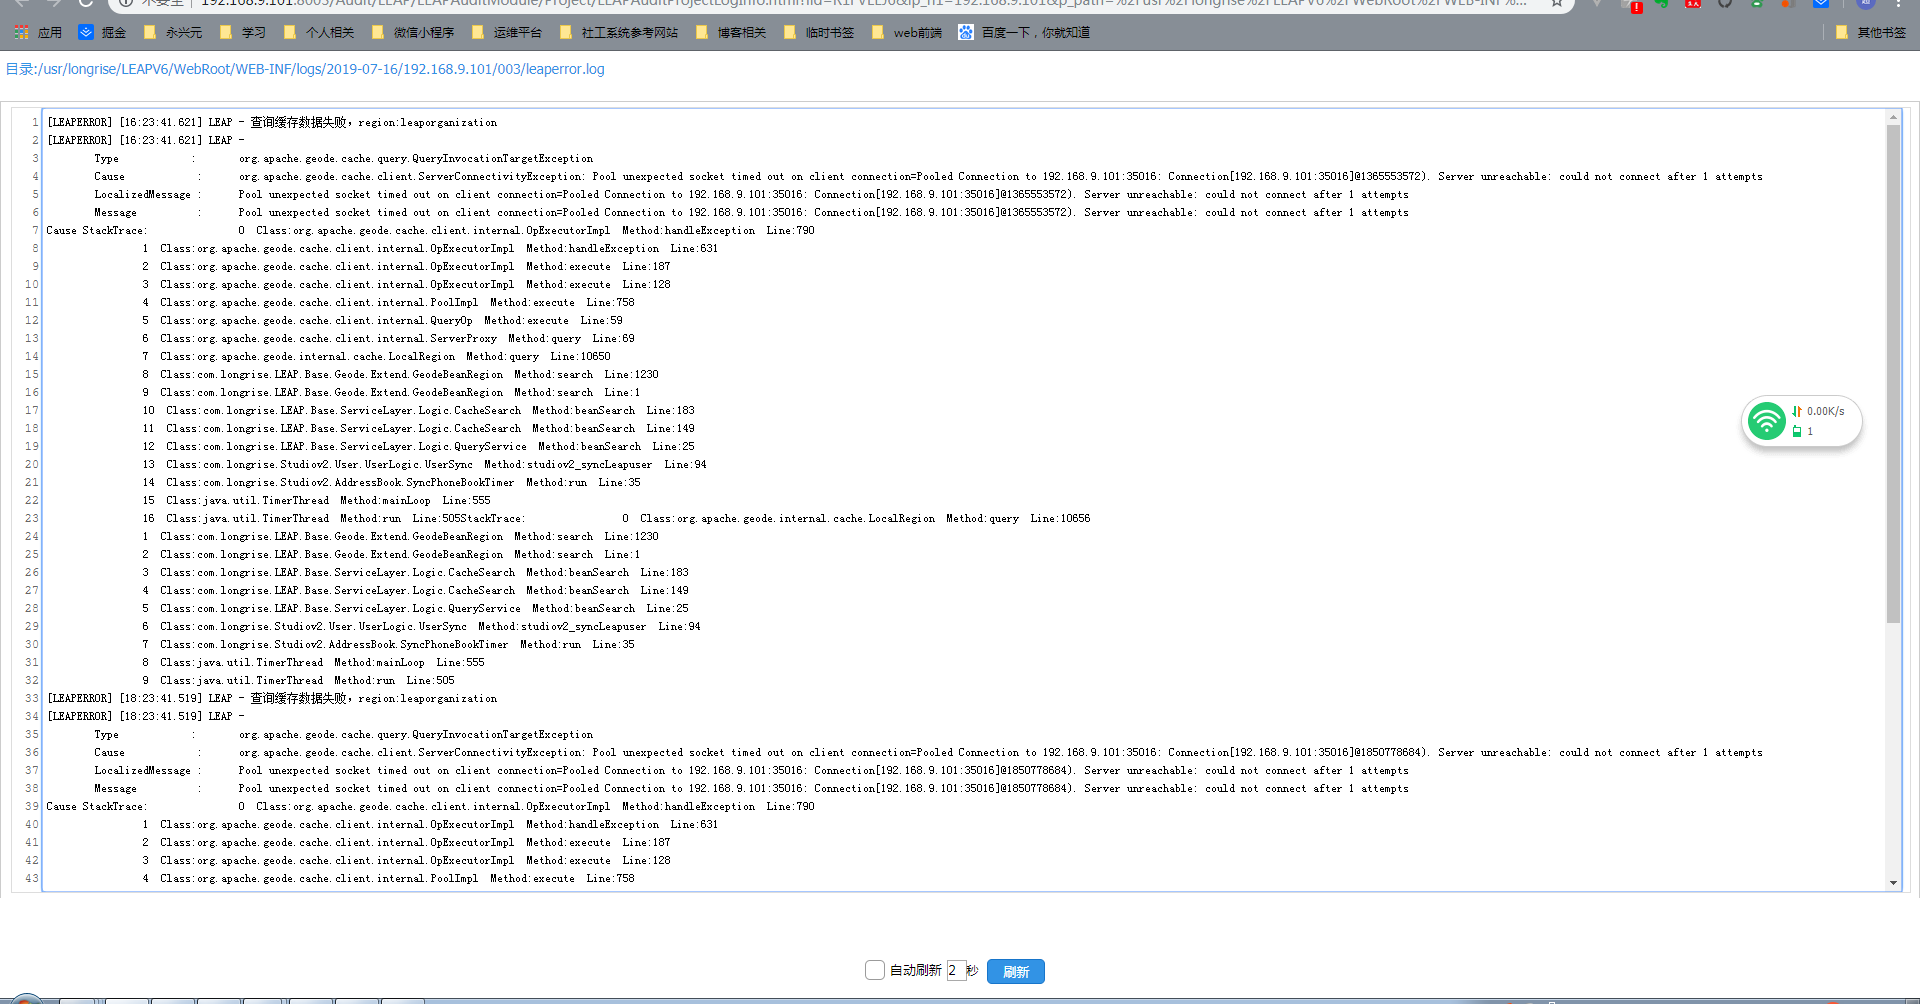 应用 掘金 永兴元 学习 个人相关 微信小程序 运维平台 社工系统参考网站 博客相关 临时书签 web前端 百度一下，你就知道 其他书签
目录:/usr/longrise/LEAPV6/WebRoot/WEB-INF/logs/2019-07-16/192.168.9.101/003/leaperror.log
1 [LEAPERROR] [16:23:41.621] LEAP - 查询缓存数据失败，region:leaporganization
2 [LEAPERROR] [16:23:41.621] LEAP -
3 Type : org.apache.geode.cache.query.QueryInvocationTargetException
4 Cause : org.apache.geode.cache.client.ServerConnectivityException: Pool unexpected socket timed out on client connection=Pooled Connection to 192.168.9.101:35016: Connection[192.168.9.101:35016]@1365553572). Server unreachable: could not connect after 1 attempts
5 LocalizedMessage : Pool unexpected socket timed out on client connection=Pooled Connection to 192.168.9.101:35016: Connection[192.168.9.101:35016]@1365553572). Server unreachable: could not connect after 1 attempts
6 Message : Pool unexpected socket timed out on client connection=Pooled Connection to 192.168.9.101:35016: Connection[192.168.9.101:35016]@1365553572). Server unreachable: could not connect after 1 attempts
7 Cause StackTrace: 0 Class:org.apache.geode.cache.client.internal.OpExecutorImpl Method:handleException Line:790
8 1 Class:org.apache.geode.cache.client.internal.OpExecutorImpl Method:handleException Line:631
9 2 Class:org.apache.geode.cache.client.internal.OpExecutorImpl Method:execute Line:187
10 3 Class:org.apache.geode.cache.client.internal.OpExecutorImpl Method:execute Line:128
11 4 Class:org.apache.geode.cache.client.internal.PoolImpl Method:execute Line:758
12 5 Class:org.apache.geode.cache.client.internal.QueryOp Method:execute Line:59
13 6 Class:org.apache.geode.cache.client.internal.ServerProxy Method:query Line:69
14 7 Class:org.apache.geode.internal.cache.LocalRegion Method:query Line:10650
15 8 Class:com.longrise.LEAP.Base.Geode.Extend.GeodeBeanRegion Method:search Line:1230
16 9 Class:com.longrise.LEAP.Base.Geode.Extend.GeodeBeanRegion Method:search Line:1
17 10 Class:com.longrise.LEAP.Base.ServiceLayer.Logic.CacheSearch Method:beanSearch Line:183
18 11 Class:com.longrise.LEAP.Base.ServiceLayer.Logic.CacheSearch Method:beanSearch Line:149
19 12 Class:com.longrise.LEAP.Base.ServiceLayer.Logic.QueryService Method:beanSearch Line:25
20 13 Class:com.longrise.Studiov2.User.UserLogic.UserSync Method:studiov2_syncLeapuser Line:94
21 14 Class:com.longrise.Studiov2.AddressBook.SyncPhoneBookTimer Method:run Line:35
22 15 Class:java.util.TimerThread Method:mainLoop Line:555
23 16 Class:java.util.TimerThread Method:run Line:505StackTrace: 0 Class:org.apache.geode.internal.cache.LocalRegion Method:query Line:10656
24 1 Class:com.longrise.LEAP.Base.Geode.Extend.GeodeBeanRegion Method:search Line:1230
25 2 Class:com.longrise.LEAP.Base.Geode.Extend.GeodeBeanRegion Method:search Line:1
26 3 Class:com.longrise.LEAP.Base.ServiceLayer.Logic.CacheSearch Method:beanSearch Line:183
27 4 Class:com.longrise.LEAP.Base.ServiceLayer.Logic.CacheSearch Method:beanSearch Line:149
28 5 Class:com.longrise.LEAP.Base.ServiceLayer.Logic.QueryService Method:beanSearch Line:25
29 6 Class:com.longrise.Studiov2.User.UserLogic.UserSync Method:studiov2_syncLeapuser Line:94
30 7 Class:com.longrise.Studiov2.AddressBook.SyncPhoneBookTimer Method:run Line:35
31 8 Class:java.util.TimerThread Method:mainLoop Line:555
32 9 Class:java.util.TimerThread Method:run Line:505
33 [LEAPERROR] [18:23:41.519] LEAP - 查询缓存数据失败，region:leaporganization
34 [LEAPERROR] [18:23:41.519] LEAP -
35 Type : org.apache.geode.cache.query.QueryInvocationTargetException
36 Cause : org.apache.geode.cache.client.ServerConnectivityException: Pool unexpected socket timed out on client connection=Pooled Connection to 192.168.9.101:35016: Connection[192.168.9.101:35016]@1850778684). Server unreachable: could not connect after 1 attempts
37 LocalizedMessage : Pool unexpected socket timed out on client connection=Pooled Connection to 192.168.9.101:35016: Connection[192.168.9.101:35016]@1850778684). Server unreachable: could not connect after 1 attempts
38 Message : Pool unexpected socket timed out on client connection=Pooled Connection to 192.168.9.101:35016: Connection[192.168.9.101:35016]@1850778684). Server unreachable: could not connect after 1 attempts
39 Cause StackTrace: 0 Class:org.apache.geode.cache.client.internal.OpExecutorImpl Method:handleException Line:790
40 1 Class:org.apache.geode.cache.client.internal.OpExecutorImpl Method:handleException Line:631
41 2 Class:org.apache.geode.cache.client.internal.OpExecutorImpl Method:execute Line:187
42 3 Class:org.apache.geode.cache.client.internal.OpExecutorImpl Method:execute Line:128
43 4 Class:org.apache.geode.cache.client.internal.PoolImpl Method:execute Line:758
0.00K/s
1
自动刷新 2 秒 刷新